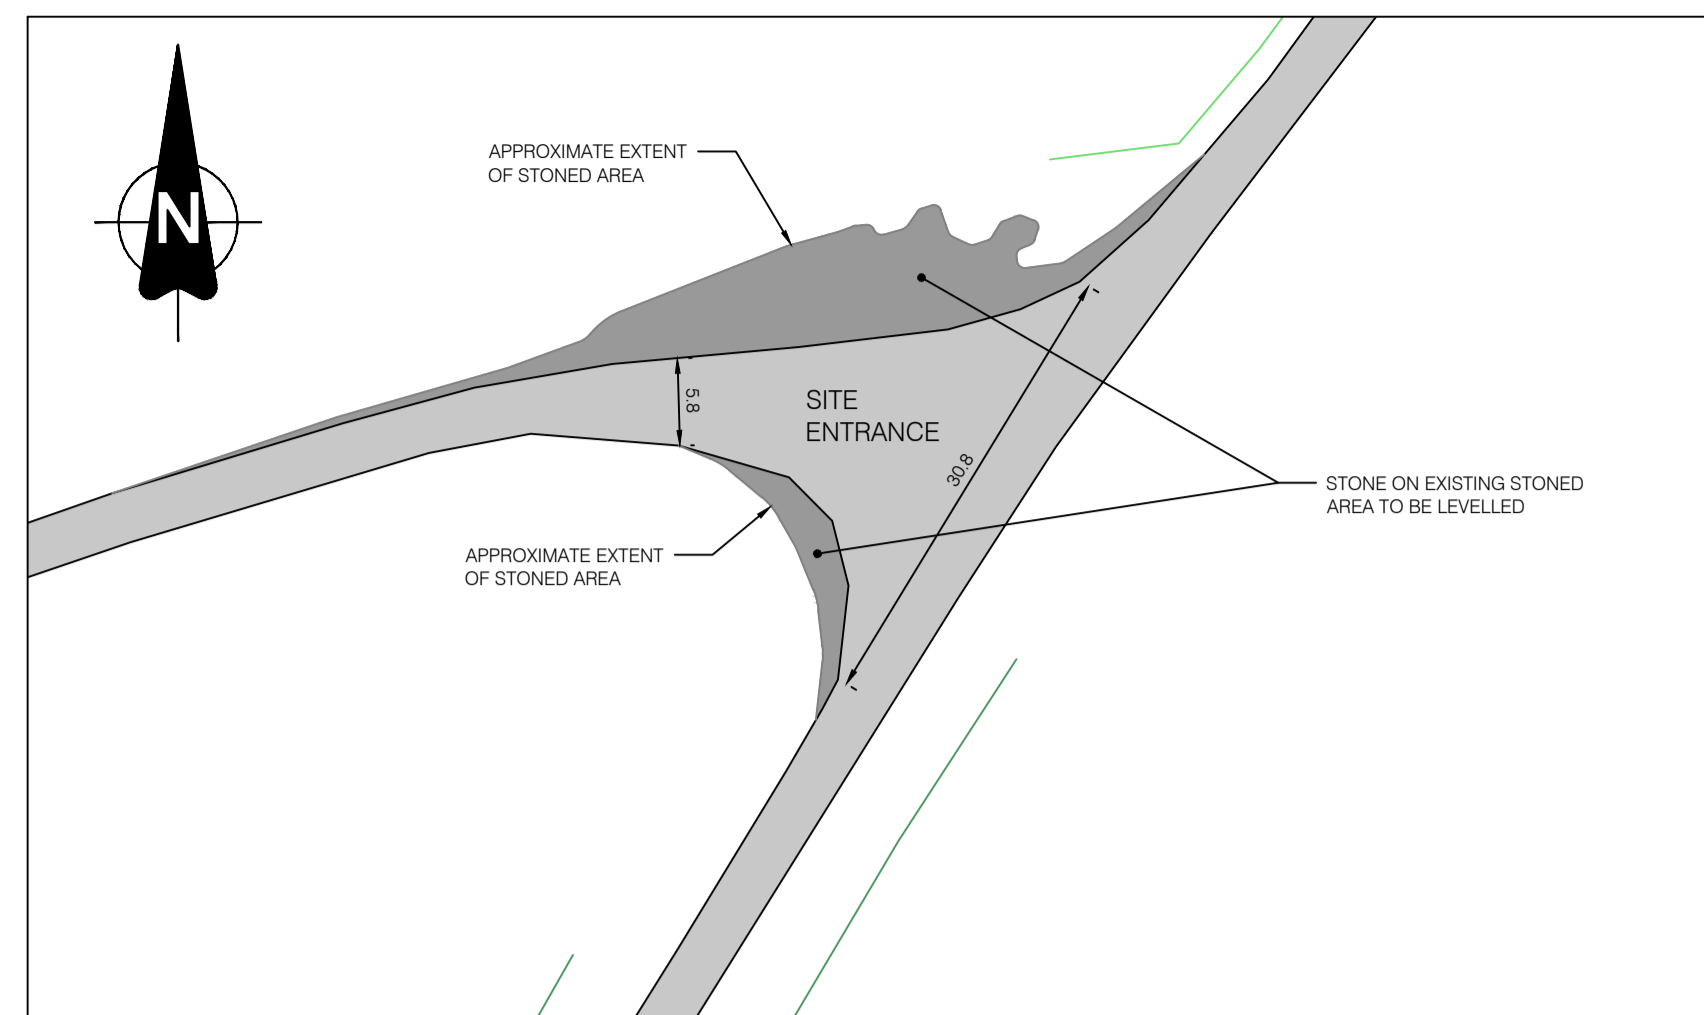 APPROXIMATE EXTENT
OF STONED AREA
N
5.8
SITE
ENTRANCE
30.8
STONE ON EXISTING STONED
AREA TO BE LEVELLED
APPROXIMATE EXTENT
OF STONED AREA